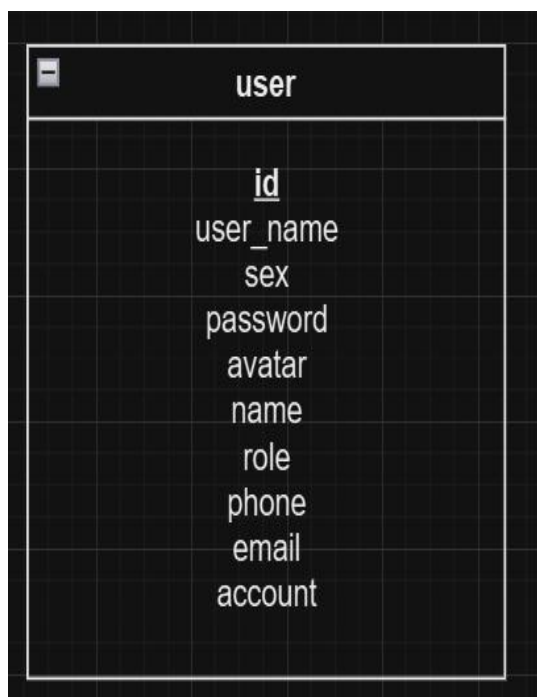 user
id
user_name
sex
password
avatar
name
role
phone
email
account